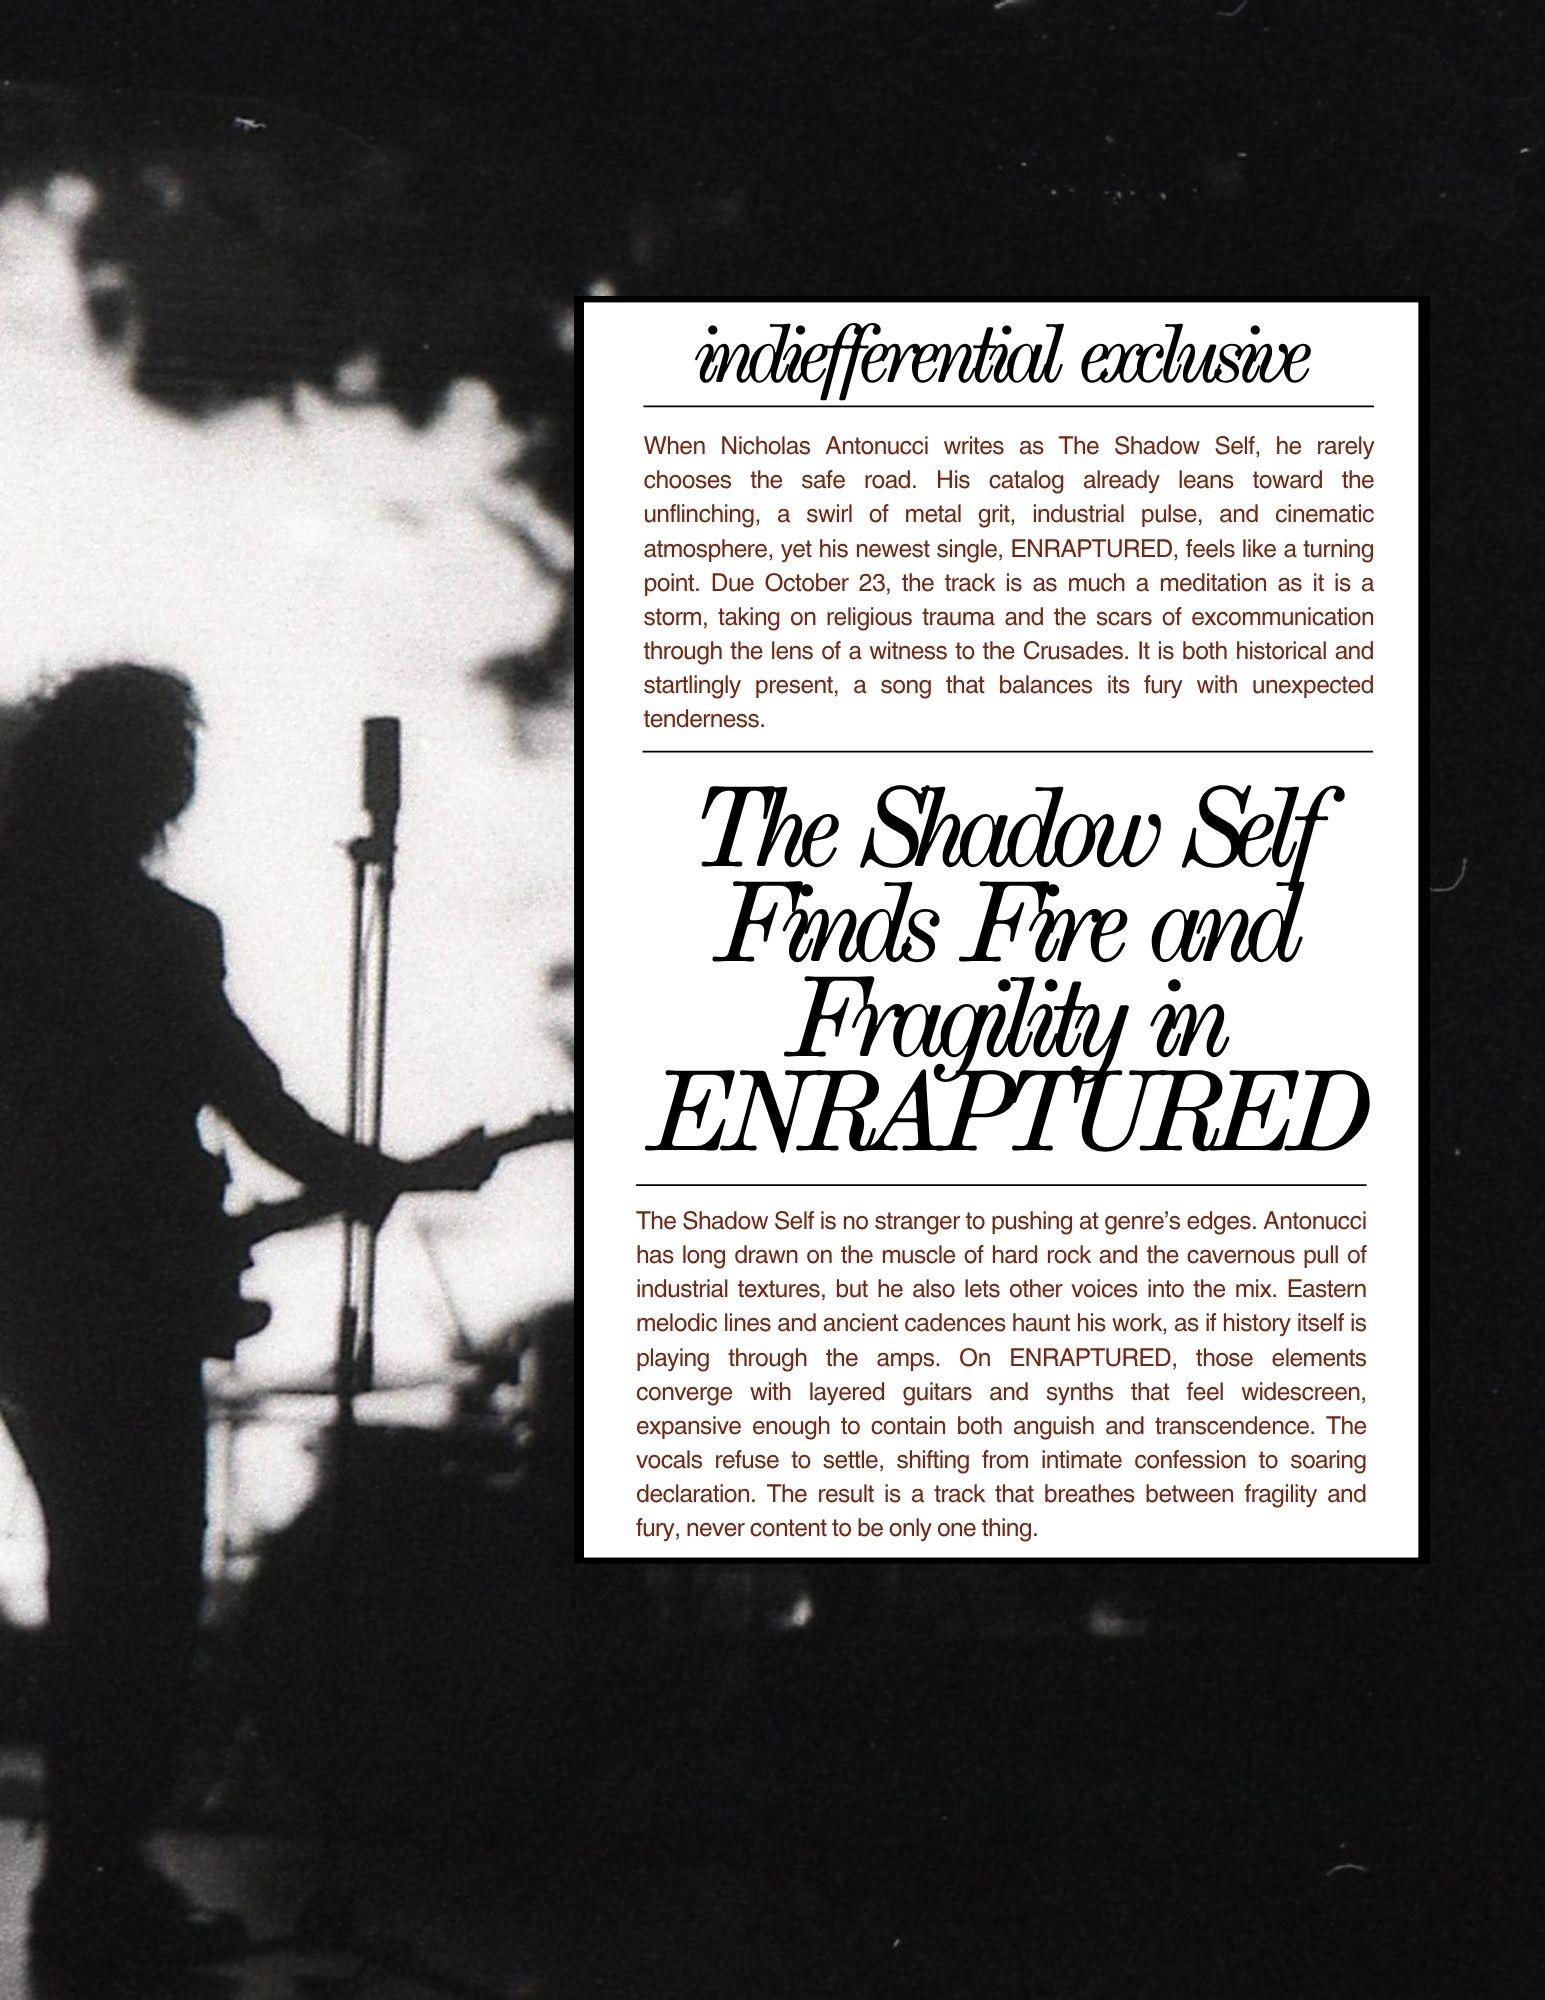 indiefferential exclusive
When Nicholas Antonucci writes as The Shadow Self, he rarely
chooses the safe road. His catalog already leans toward the
unflinching, a swirl of metal grit, industrial pulse, and cinematic
atmosphere, yet his newest single, ENRAPTURED, feels like a turning
point. Due October 23, the track is as much a meditation as it is a
storm, taking on religious trauma and the scars of excommunication
through the lens of a witness to the Crusades. It is both historical and
startlingly present, a song that balances its fury with unexpected
tenderness.
The Shadow Self
Finds Fire and
Fragility in
ENRAPTURED
The Shadow Self is no stranger to pushing at genre’s edges. Antonucci
has long drawn on the muscle of hard rock and the cavernous pull of
industrial textures, but he also lets other voices into the mix. Eastern
melodic lines and ancient cadences haunt his work, as if history itself is
playing through the amps. On ENRAPTURED, those elements
converge with layered guitars and synths that feel widescreen,
expansive enough to contain both anguish and transcendence. The
vocals refuse to settle, shifting from intimate confession to soaring
declaration. The result is a track that breathes between fragility and
fury, never content to be only one thing.